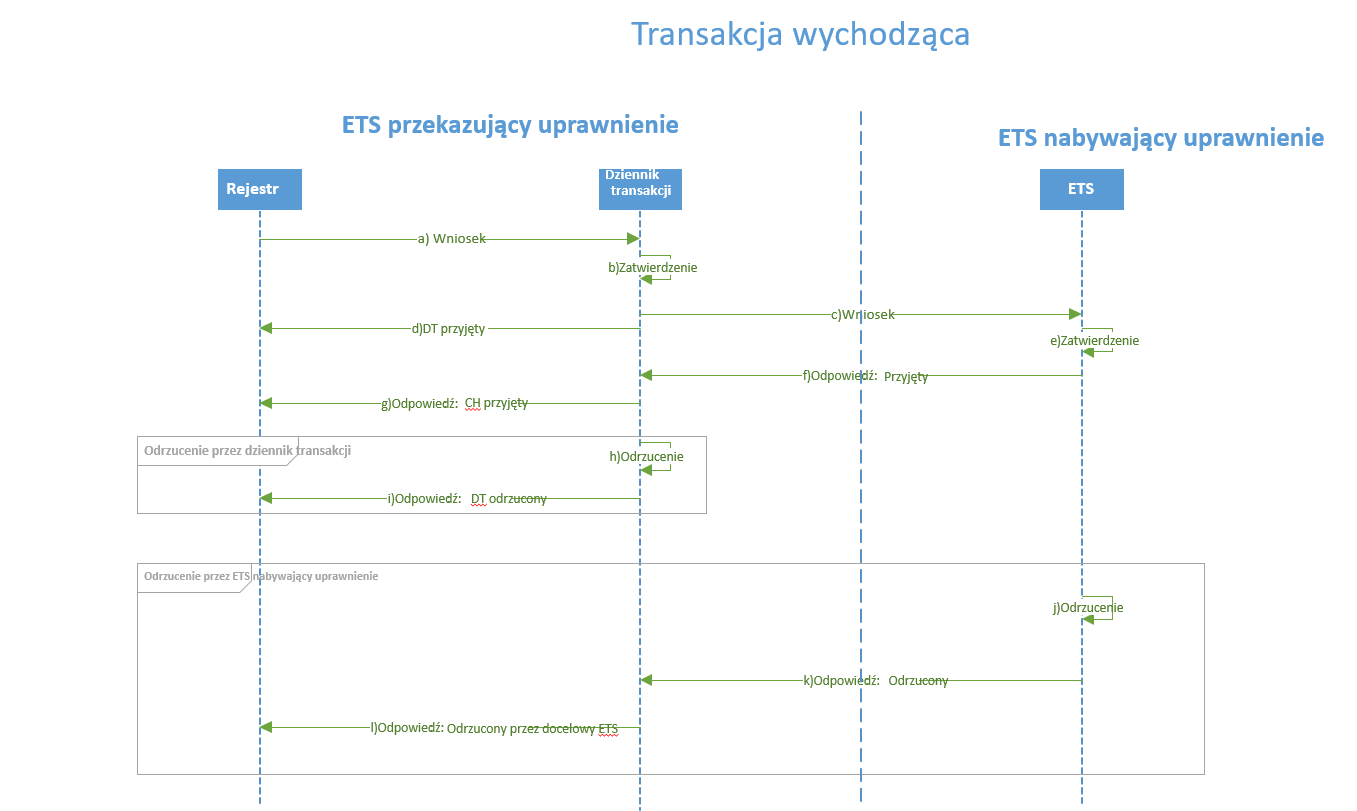 Transakcja wychodząca
ETS przekazujący uprawnienie
ETS nabywający uprawnienie
Rejestr
Dziennik
transakcji
ETS
a) Wniosek
b)Zatwierdzenie
c)Wniosek
d)DT przyjęty
e)Zatwierdzenie
f)Odpowiedź: Przyjęty
g)Odpowiedź: CH przyjęty
Odrzucenie przez dziennik transakcji
h)Odrzucenie
i)Odpowiedź: DT odrzucony
Odrzucenie przez ETS nabywający uprawnienie
j)Odrzucenie
k)Odpowiedź: Odrzucony
l)Odpowiedź: Odrzucony przez docelowy ETS